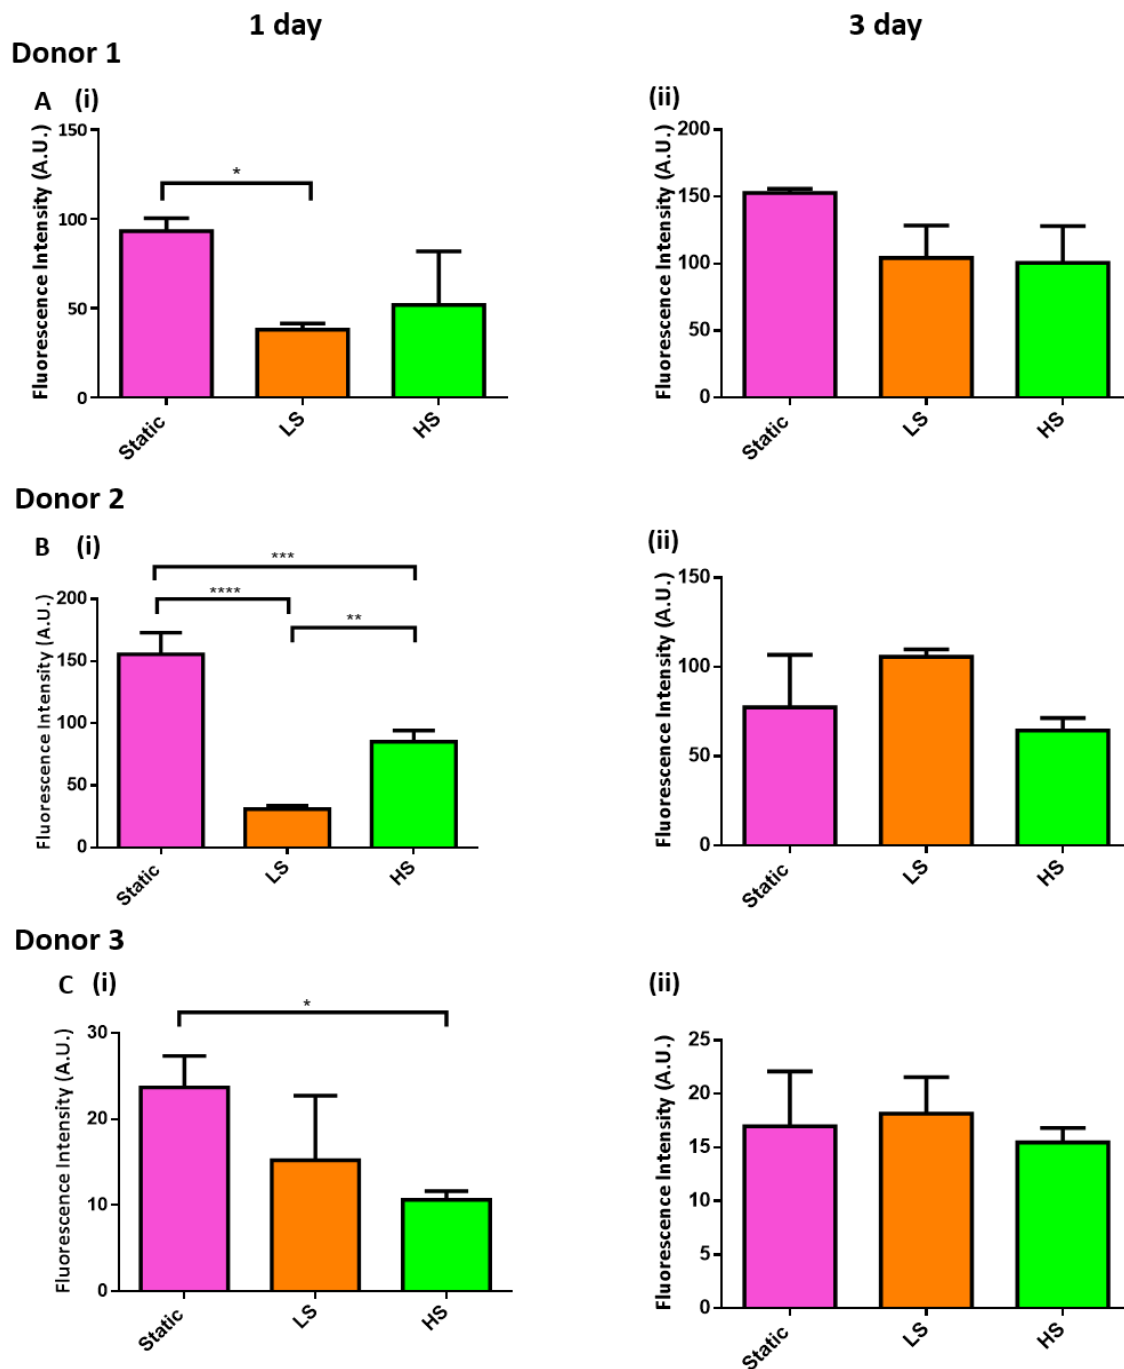 1 day
3 day
Donor 1
A (i)
Fluorescence Intensity (A.U.)
150
100
50
0
*
Static
LS
HS
(ii)
Fluorescence Intensity (A.U.)
200
150
100
50
0
Static
LS
HS
Donor 2
B (i)
Fluorescence Intensity (A.U.)
200
150
100
50
0
***
****
**
Static
LS
HS
(ii)
Fluorescence Intensity (A.U.)
150
100
50
0
Static
LS
HS
Donor 3
C (i)
Fluorescence Intensity (A.U.)
30
20
10
0
*
Static
LS
HS
(ii)
Fluorescence Intensity (A.U.)
25
20
15
10
5
0
Static
LS
HS